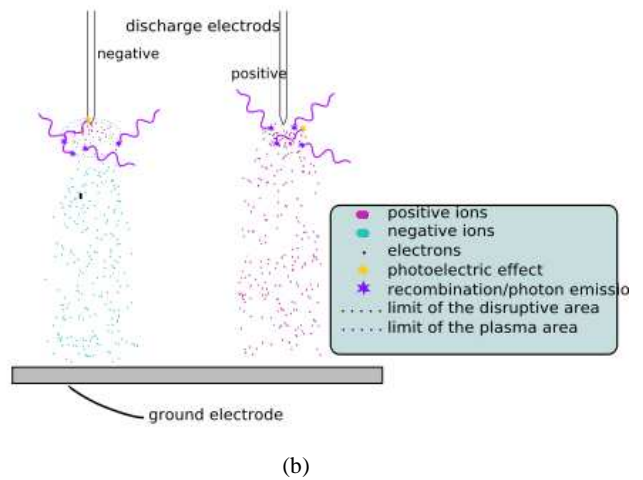 discharge electrods
negative
positive
positive ions
negative ions
electrons
photoelectric effect
recombination/photon emissio
limit of the disruptive area
limit of the plasma area
ground electrode
(b)